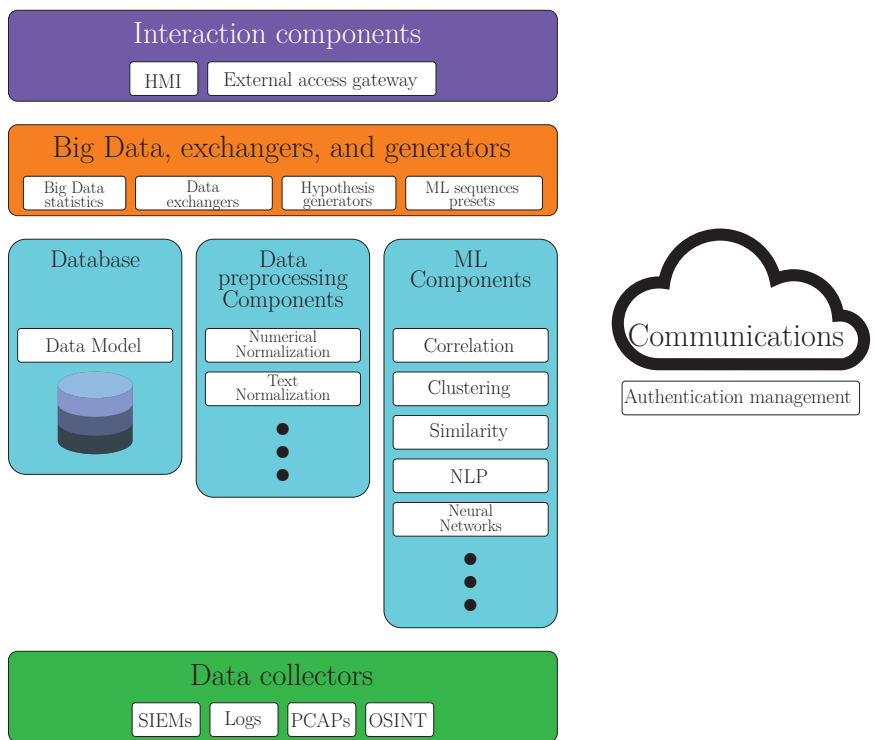 Interaction components
HMI
External access gateway
Big Data, exchangers, and generators
Big Data
statistics
Data
exchangers
Hypothesis
generators
ML sequences
presets
Database
Data Model
Data
preprocessing
Components
Numerical
Normalization
Text
Normalization
ML
Components
Correlation
Clustering
Similarity
NLP
Neural
Networks
Communications
Authentication management
Data collectors
SIEMs
Logs
PCAPs
OSINT